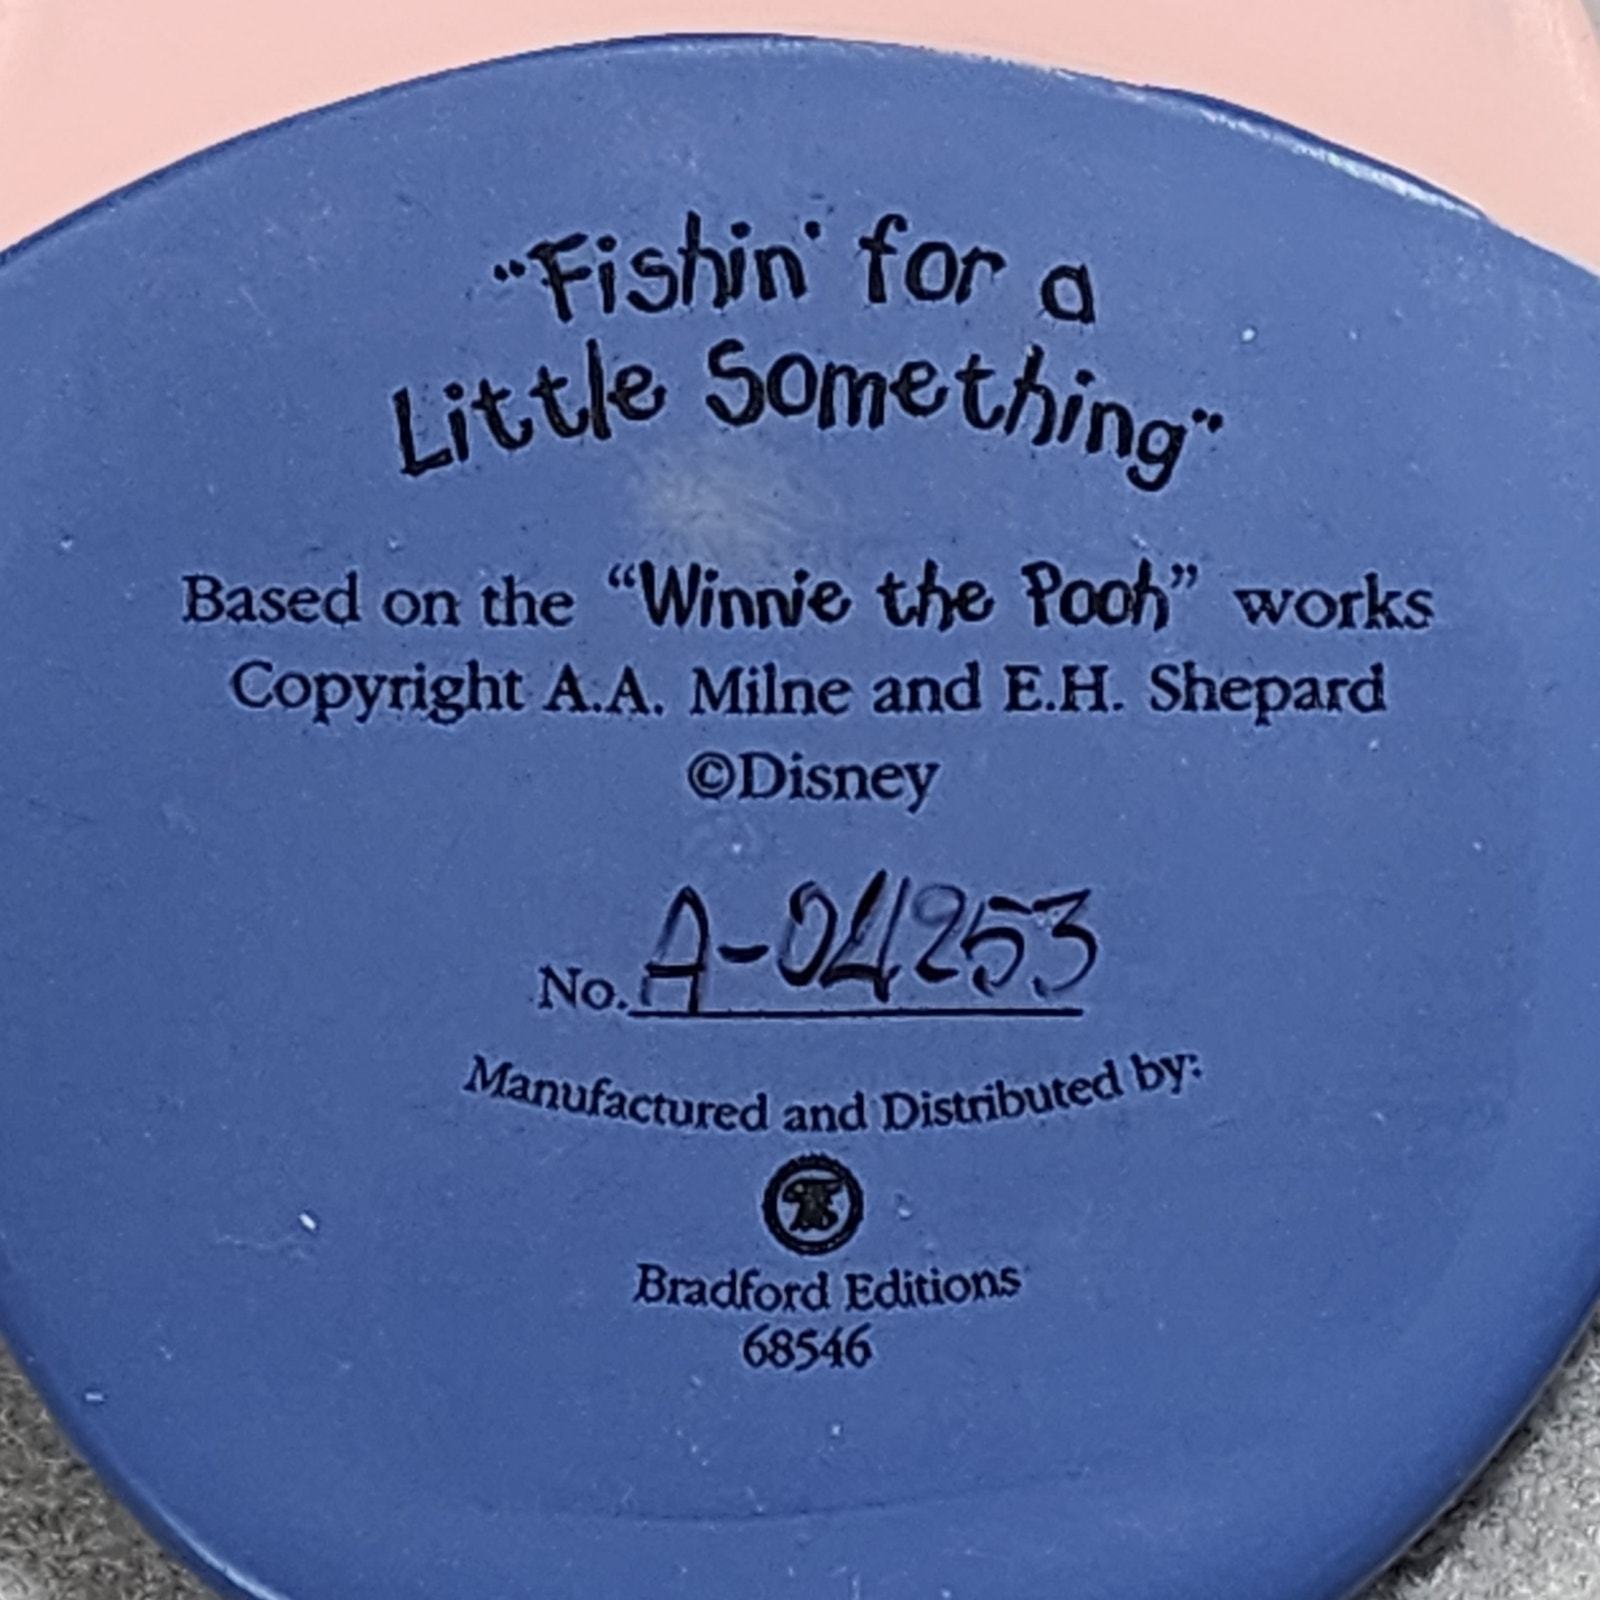 "Fishin' for a
Little Something"
Based on the "Winnie the Pooh" works
Copyright A.A. Milne and E.H. Shepard
©Disney
No. A-04253
Manufactured and Distributed by:
Bradford Editions
68546